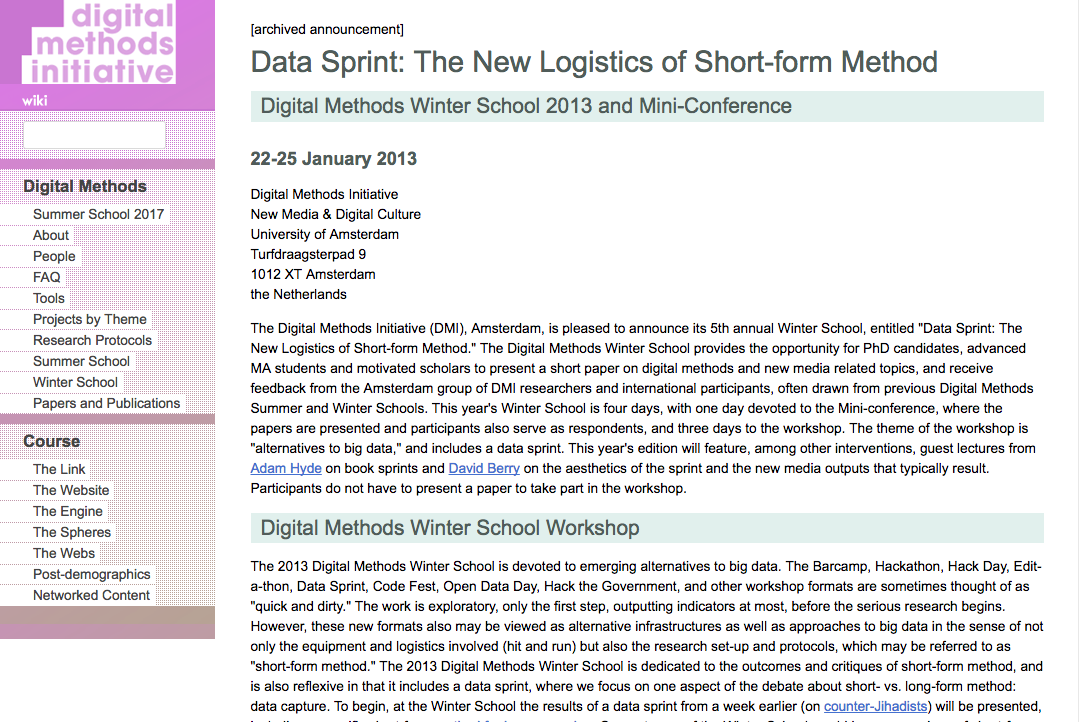 digital
methods
initiative
wiki
Digital Methods
Summer School 2017
About
People
FAQ
Tools
Projects by Theme
Research Protocols
Summer School
Winter School
Papers and Publications
Course
The Link
The Website
The Engine
The Spheres
The Webs
Post-demographics
Networked Content
[archived announcement]
Data Sprint: The New Logistics of Short-form Method
Digital Methods Winter School 2013 and Mini-Conference
22-25 January 2013
Digital Methods Initiative
New Media & Digital Culture
University of Amsterdam
Turfdraagsterpad 9
1012 XT Amsterdam
the Netherlands
The Digital Methods Initiative (DMI), Amsterdam, is pleased to announce its 5th annual Winter School, entitled "Data Sprint: The
New Logistics of Short-form Method." The Digital Methods Winter School provides the opportunity for PhD candidates, advanced
MA students and motivated scholars to present a short paper on digital methods and new media related topics, and receive
feedback from the Amsterdam group of DMI researchers and international participants, often drawn from previous Digital Methods
Summer and Winter Schools. This year's Winter School is four days, with one day devoted to the Mini-conference, where the
papers are presented and participants also serve as respondents, and three days to the workshop. The theme of the workshop is
"alternatives to big data," and includes a data sprint. This year's edition will feature, among other interventions, guest lectures from
Adam Hyde on book sprints and David Berry on the aesthetics of the sprint and the new media outputs that typically result.
Participants do not have to present a paper to take part in the workshop.
Digital Methods Winter School Workshop
The 2013 Digital Methods Winter School is devoted to emerging alternatives to big data. The Barcamp, Hackathon, Hack Day, Edit-
a-thon, Data Sprint, Code Fest, Open Data Day, Hack the Government, and other workshop formats are sometimes thought of as
"quick and dirty." The work is exploratory, only the first step, outputting indicators at most, before the serious research begins.
However, these new formats also may be viewed as alternative infrastructures as well as approaches to big data in the sense of not
only the equipment and logistics involved (hit and run) but also the research set-up and protocols, which may be referred to as
"short-form method." The 2013 Digital Methods Winter School is dedicated to the outcomes and critiques of short-form method, and
is also reflexive in that it includes a data sprint, where we focus on one aspect of the debate about short- vs. long-form method:
data capture. To begin, at the Winter School the results of a data sprint from a week earlier (on counter-Jihadists) will be presented,